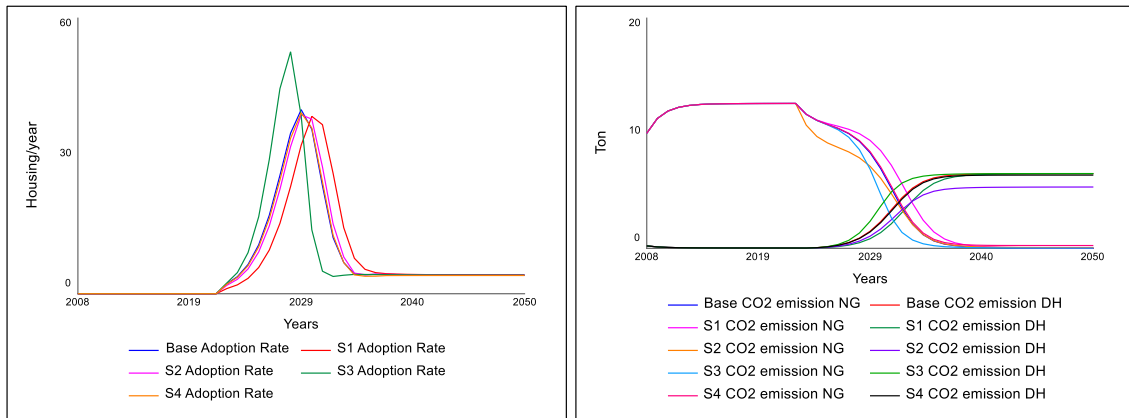 60
30
0
Housing/year
2008 2019 2029 2040 2050
Years
Base Adoption Rate S1 Adoption Rate
S2 Adoption Rate S3 Adoption Rate
S4 Adoption Rate
20
10
0
Ton
2008 2019 2029 2040 2050
Years
Base CO2 emission NG Base CO2 emission DH
S1 CO2 emission NG S1 CO2 emission DH
S2 CO2 emission NG S2 CO2 emission DH
S3 CO2 emission NG S3 CO2 emission DH
S4 CO2 emission NG S4 CO2 emission DH